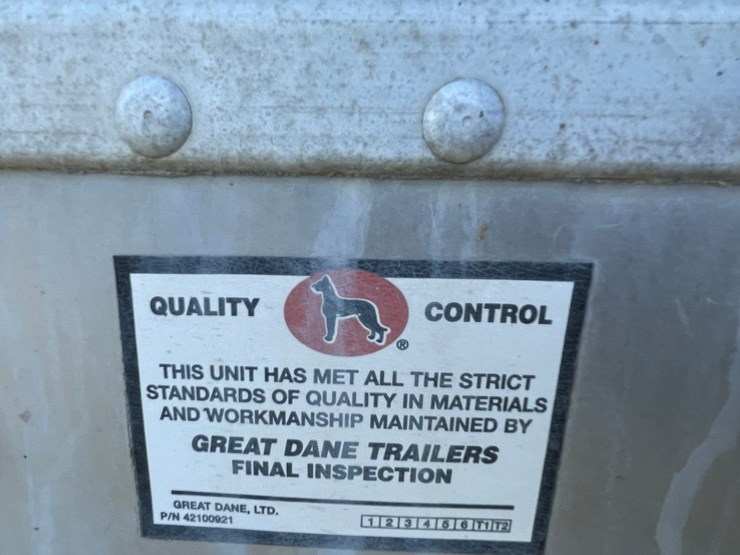 QUALITY CONTROL
®
THIS UNIT HAS MET ALL THE STRICT
STANDARDS OF QUALITY IN MATERIALS
AND WORKMANSHIP MAINTAINED BY
GREAT DANE TRAILERS
FINAL INSPECTION
GREAT DANE, LTD.
P/N 42100921
1 2 3 4 5 6 T1 T2